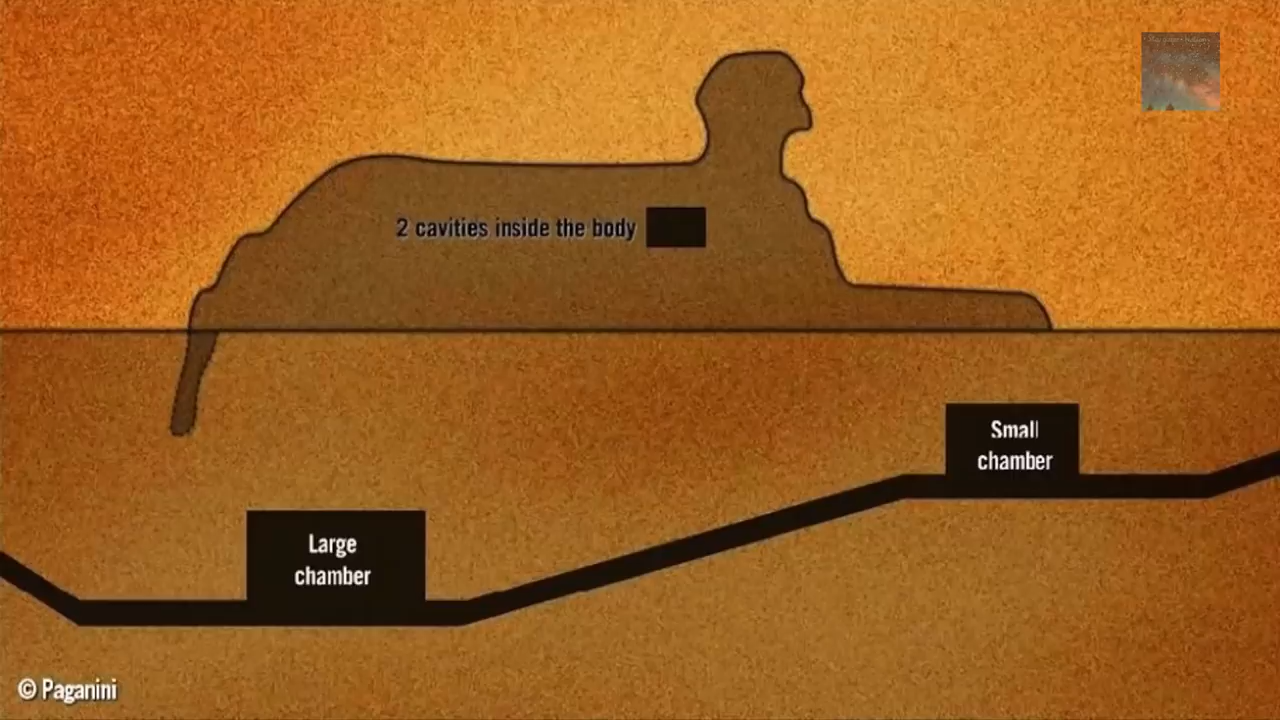 2 cavities inside the body
Small
chamber
Large
chamber
© Paganini